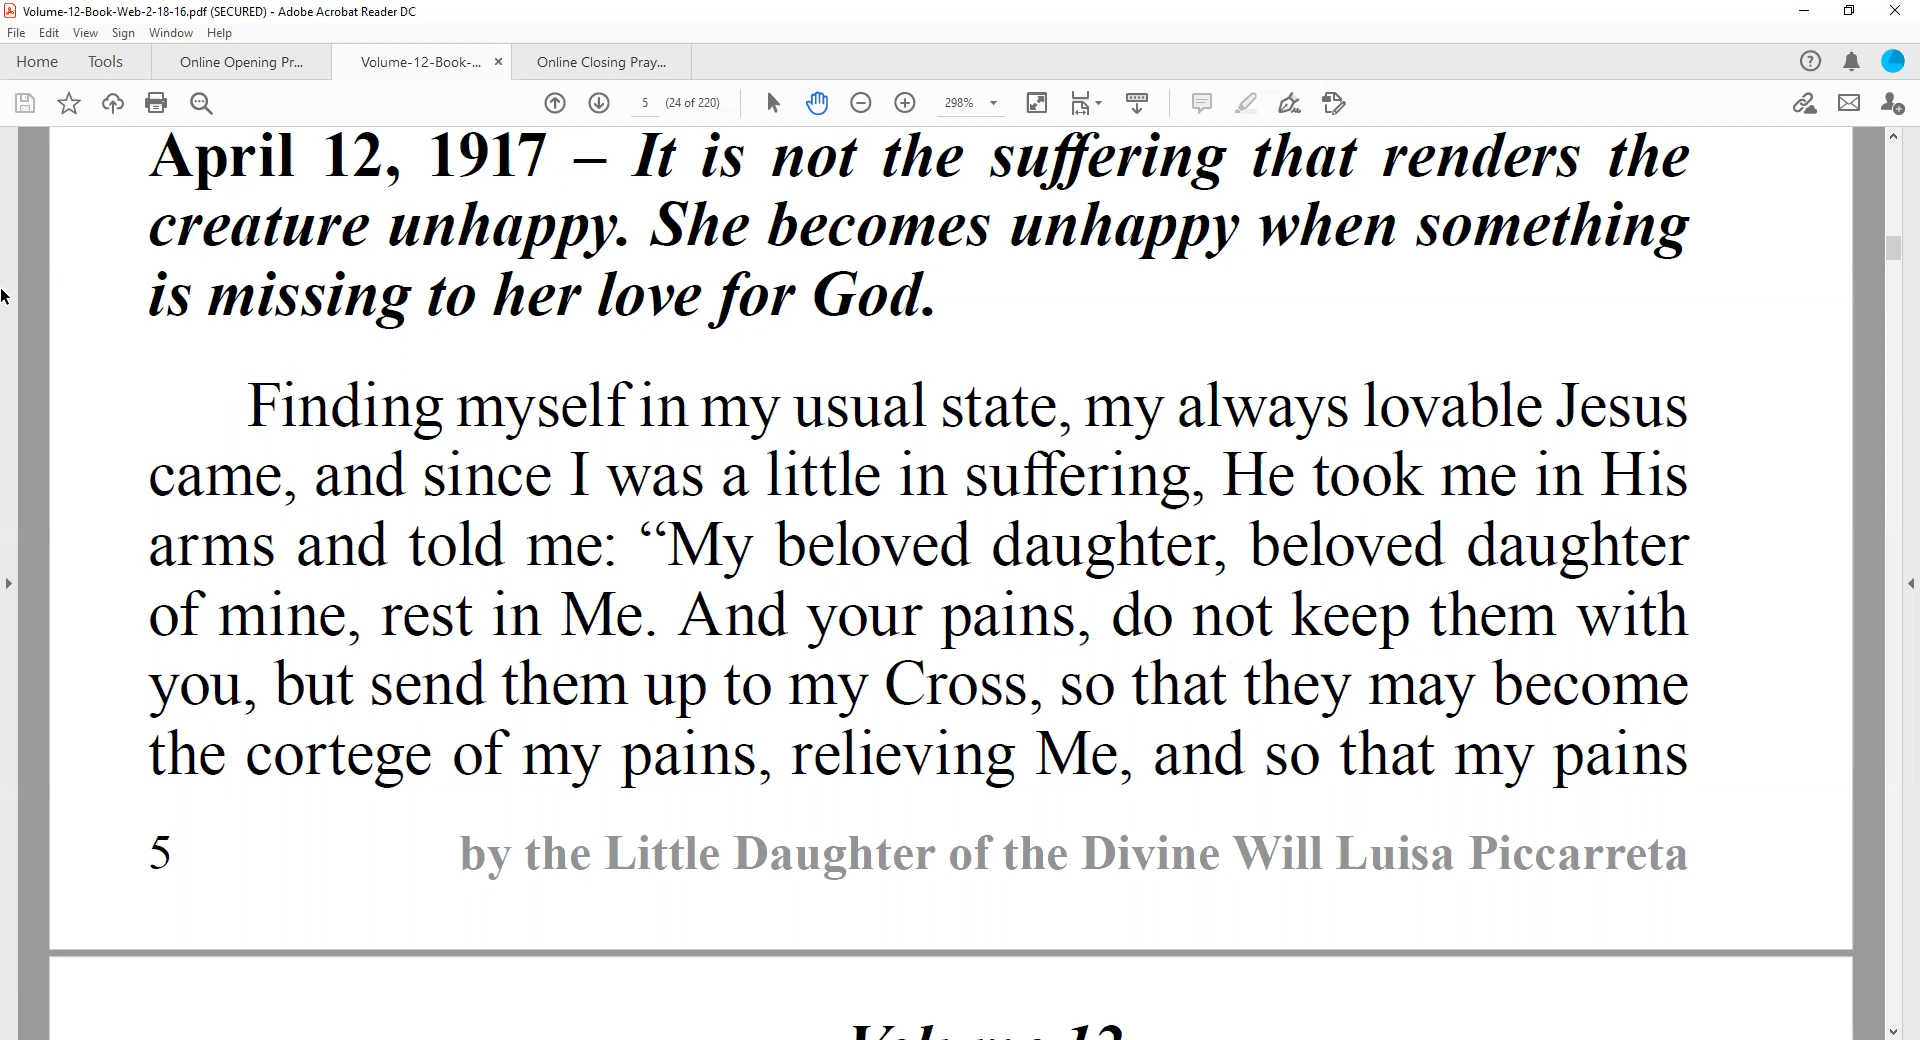 Volume-12-Book-Web-2-18-16.pdf (SECURED) - Adobe Acrobat Reader DC
File Edit View Sign Window Help
Home Tools Online Opening Pr... Volume-12-Book-... × Online Closing Pray...
5 (24 of 220) 298%
April 12, 1917 – It is not the suffering that renders the
creature unhappy. She becomes unhappy when something
is missing to her love for God.
Finding myself in my usual state, my always lovable Jesus
came, and since I was a little in suffering, He took me in His
arms and told me: “My beloved daughter, beloved daughter
of mine, rest in Me. And your pains, do not keep them with
you, but send them up to my Cross, so that they may become
the cortege of my pains, relieving Me, and so that my pains
5 by the Little Daughter of the Divine Will Luisa Piccarreta
Volume 12